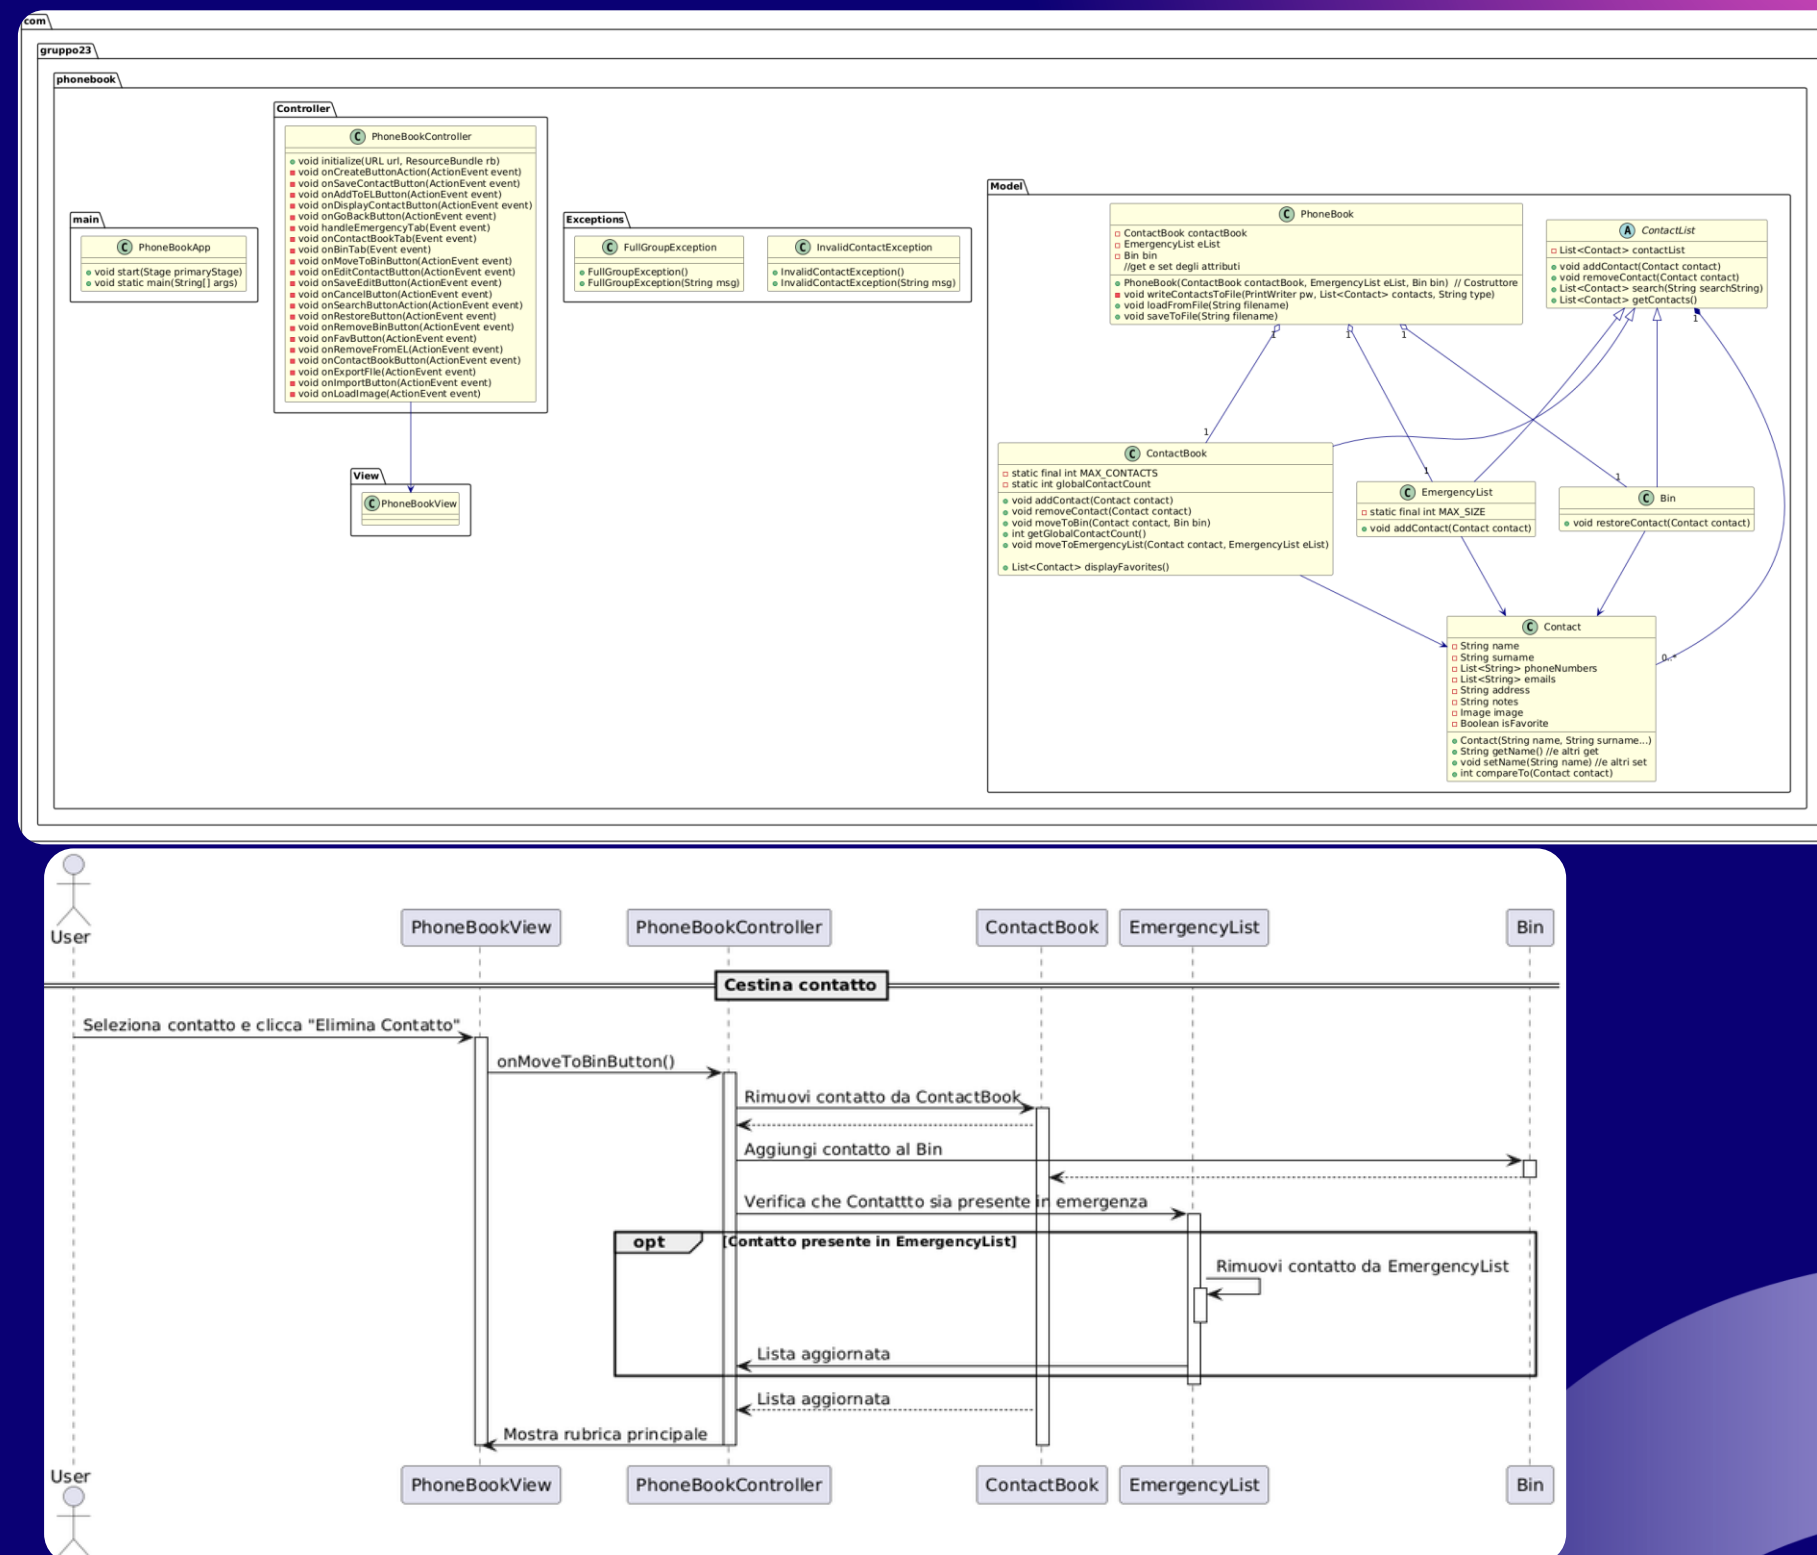 com
gruppo23
phonebook
Controller
PhoneBookController
void initialize(URL url, ResourceBundle rb)
void onCreateButtonAction(ActionEvent event)
void onSaveContactButton(ActionEvent event)
void onAddToELButton(ActionEvent event)
void onDisplayContactButton(ActionEvent event)
void onGoBackButton(ActionEvent event)
void handleEmergencyTab(Event event)
void onContactBookTab(Event event)
void onBinTab(Event event)
void onMoveToBinButton(ActionEvent event)
void onEditContactButton(ActionEvent event)
void onSaveEditButton(ActionEvent event)
void onCancelButton(ActionEvent event)
void onSearchButtonAction(ActionEvent event)
void onRestoreButton(ActionEvent event)
void onRemoveBinButton(ActionEvent event)
void onFavButton(ActionEvent event)
void onRemoveFromEL(ActionEvent event)
void onContactBookButton(ActionEvent event)
void onExportFIle(ActionEvent event)
void onImportButton(ActionEvent event)
void onLoadImage(ActionEvent event)
main
C PhoneBookApp
void start(Stage primaryStage)
void static main(String[] args)
Exceptions
C FullGroupException
FullGroupException()
FullGroupException(String msg)
C InvalidContactException
InvalidContactException()
InvalidContactException(String msg)
View
C PhoneBookView
Model
C PhoneBook
ContactBook contactBook
EmergencyList eList
Bin bin
//get e set degli attributi
PhoneBook(ContactBook contactBook, EmergencyList eList, Bin bin) // Costruttore
void writeContactsToFile(PrintWriter pw, List<Contact> contacts, String type)
void loadFromFile(String filename)
void saveToFile(String filename)
A ContactList
List<Contact> contactList
void addContact(Contact contact)
void removeContact(Contact contact)
List<Contact> search(String searchString)
List<Contact> getContacts()
1 1 1 1
1 1 1
C ContactBook
static final int MAX_CONTACTS
static int globalContactCount
void addContact(Contact contact)
void removeContact(Contact contact)
void moveToBin(Contact contact, Bin bin)
int getGlobalContactCount()
void moveToEmergencyList(Contact contact, EmergencyList eList)
List<Contact> displayFavorites()
C EmergencyList
static final int MAX_SIZE
void addContact(Contact contact)
C Bin
void restoreContact(Contact contact)
0..*
C Contact
String name
String surname
List<String> phoneNumbers
List<String> emails
String address
String notes
Image image
Boolean isFavorite
Contact(String name, String surname...)
String getName() //e altri get
void setName(String name) //e altri set
int compareTo(Contact contact)
User PhoneBookView PhoneBookController ContactBook EmergencyList Bin
Cestina contatto
Seleziona contatto e clicca "Elimina Contatto"
onMoveToBinButton()
Rimuovi contatto da ContactBook
Aggiungi contatto al Bin
Verifica che Contattto sia presente in emergenza
opt [Contatto presente in EmergencyList]
Rimuovi contatto da EmergencyList
Lista aggiornata
Lista aggiornata
Mostra rubrica principale
User PhoneBookView PhoneBookController ContactBook EmergencyList Bin